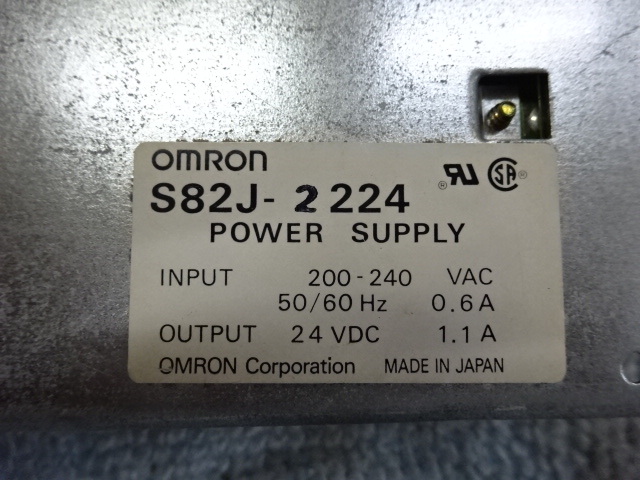 OMRON
S82J-2224
POWER SUPPLY
INPUT 200-240 VAC
50/60 Hz 0.6 A
OUTPUT 24 VDC 1.1 A
OMRON Corporation MADE IN JAPAN